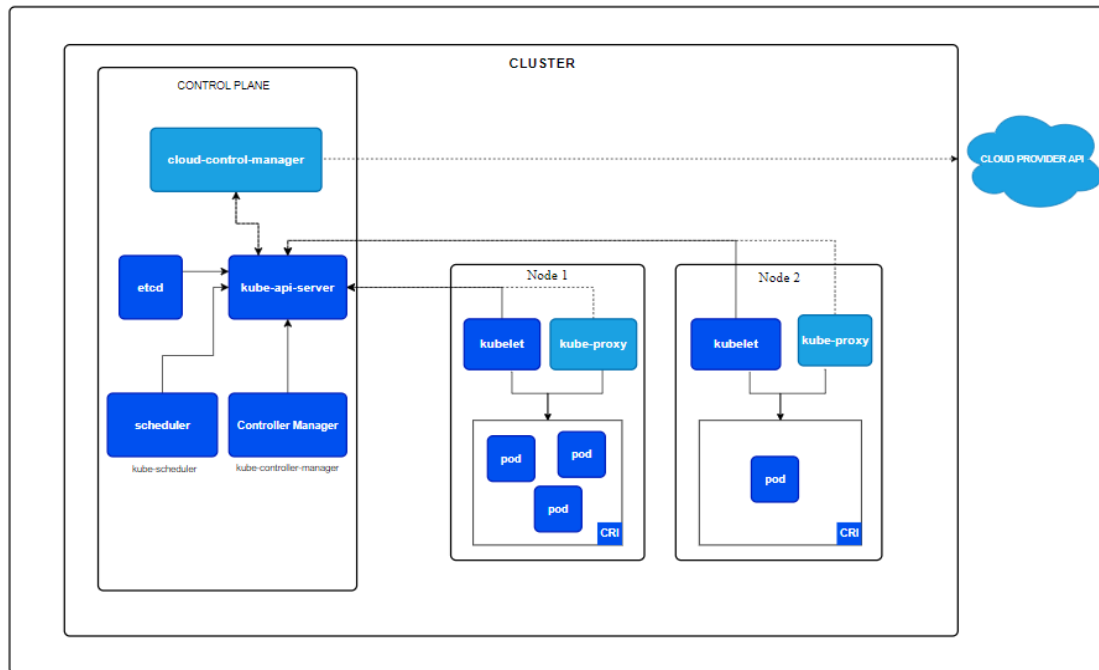 CLUSTER
CONTROL PLANE
cloud-control-manager
CLOUD PROVIDER API
etcd
kube-api-server
Node 1
Node 2
kubelet
kube-proxy
kubelet
kube-proxy
scheduler
Controller Manager
kube-scheduler
kube-controller-manager
pod
pod
pod
CRI
pod
CRI